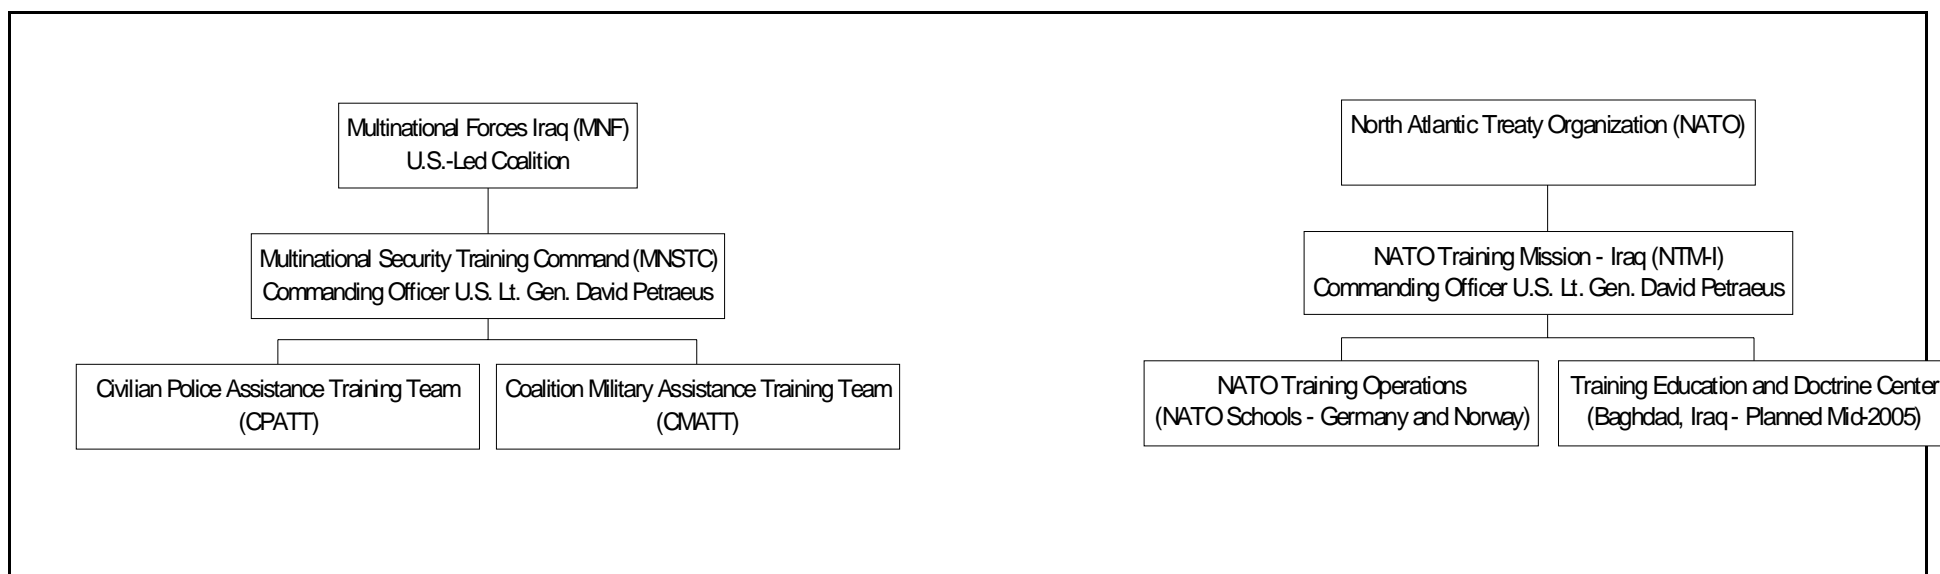 Multinational Forces Iraq (MNF)
U.S.-Led Coalition
Multinational Security Training Command (MNSTC)
Commanding Officer U.S. Lt. Gen. David Petraeus
Civilian Police Assistance Training Team
(CPATT)
Coalition Military Assistance Training Team
(CMATT)
North Atlantic Treaty Organization (NATO)
NATO Training Mission - Iraq (NTM-I)
Commanding Officer U.S. Lt. Gen. David Petraeus
NATO Training Operations
(NATO Schools - Germany and Norway)
Training Education and Doctrine Center
(Baghdad, Iraq - Planned Mid-2005)